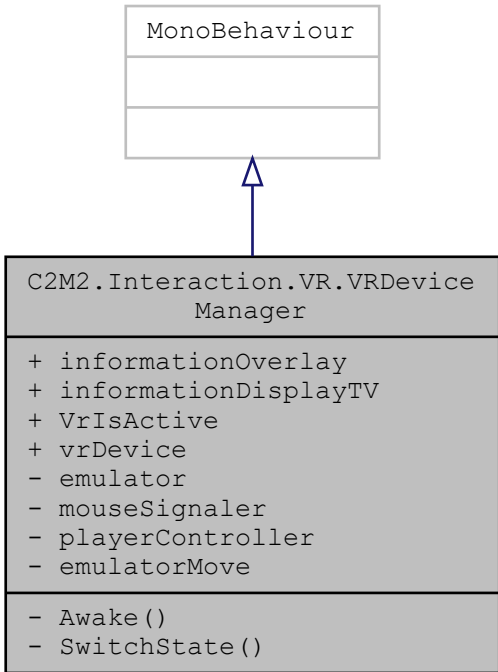 MonoBehaviour
C2M2.Interaction.VR.VRDevice
Manager
+ informationOverlay
+ informationDisplayTV
+ VrIsActive
+ vrDevice
- emulator
- mouseSignaler
- playerController
- emulatorMove
- Awake()
- SwitchState()